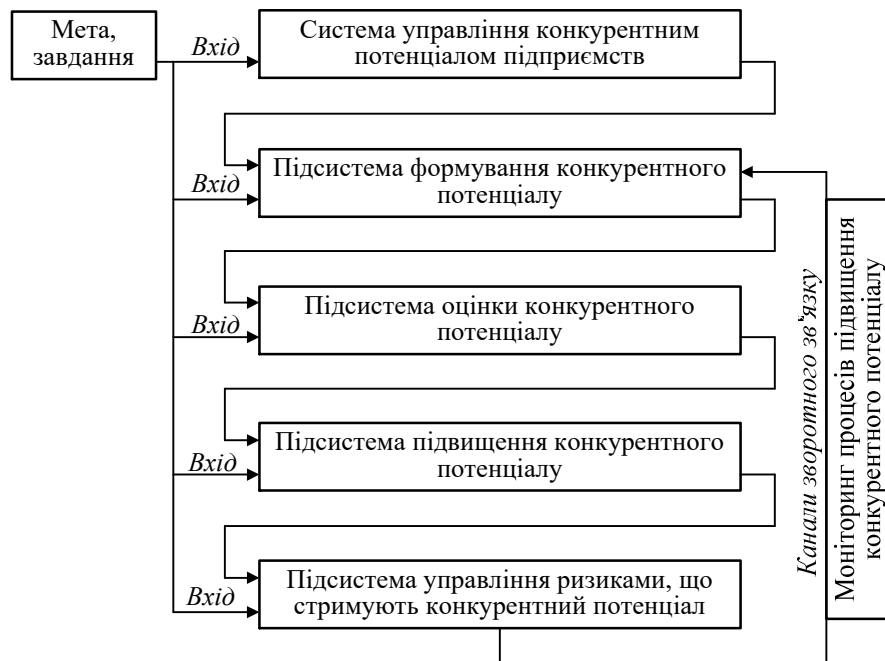 Мета,
завдання
Вхід
Система управління конкурентним
потенціалом підприємств
Вхід
Підсистема формування конкурентного
потенціалу
Вхід
Підсистема оцінки конкурентного
потенціалу
Вхід
Підсистема підвищення конкурентного
потенціалу
Вхід
Підсистема управління ризиками, що
стримують конкурентний потенціал
Канали зворотного зв’язку
Моніторинг процесів підвищення
конкурентного потенціалу